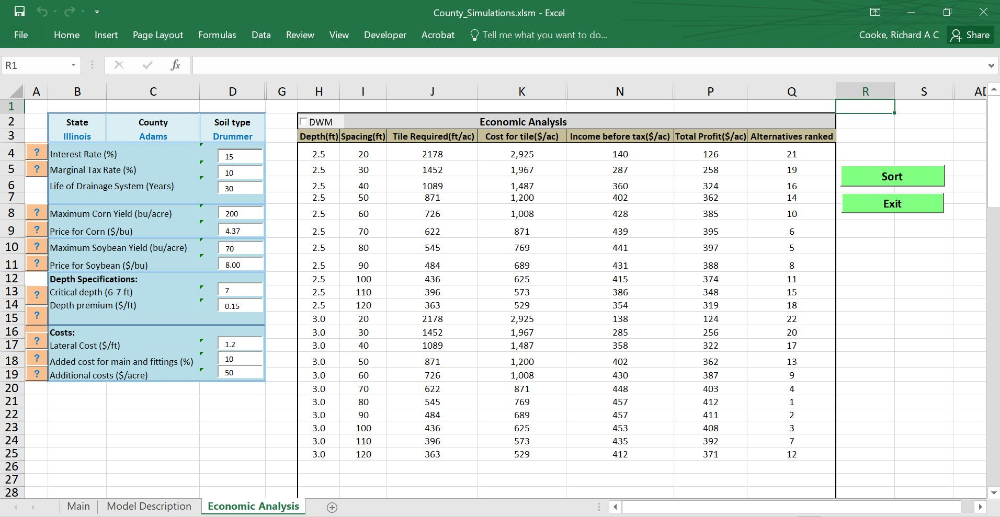 County_Simulations.xlsm - Excel
File Home Insert Page Layout Formulas Data Review View Developer Acrobat Tell me what you want to do... Cooke, Richard A C Share
R1 fx
A B C D G H I J K N P Q R S AD
1
2 State County Soil type DWM Economic Analysis
3 Illinois Adams Drummer Depth(ft) Spacing(ft) Tile Required(ft/ac) Cost for tile($/ac) Income before tax($/ac) Total Profit($/ac) Alternatives ranked
4 ? Interest Rate (%) 15 2.5 20 2178 2,925 140 126 21
5 ? Marginal Tax Rate (%) 10 2.5 30 1452 1,967 287 258 19
Sort
6 Life of Drainage System (Years) 30 2.5 40 1089 1,487 360 324 16
7 2.5 50 871 1,200 402 362 14
Exit
8 ? Maximum Corn Yield (bu/acre) 200 2.5 60 726 1,008 428 385 10
9 ? Price for Corn ($/bu) 4.37 2.5 70 622 871 439 395 6
10 ? Maximum Soybean Yield (bu/acre) 70 2.5 80 545 769 441 397 5
11 ? Price for Soybean ($/bu) 8.00 2.5 90 484 689 431 388 8
12 Depth Specifications: 2.5 100 436 625 415 374 11
13 ? Critical depth (6-7 ft) 7 2.5 110 396 573 386 348 15
14 Depth premium ($/ft) 0.15 2.5 120 363 529 354 319 18
15 ? 3.0 20 2178 2,925 138 124 22
16 Costs: 3.0 30 1452 1,967 285 256 20
17 ? Lateral Cost ($/ft) 1.2 3.0 40 1089 1,487 358 322 17
18 ? Added cost for main and fittings (%) 10 3.0 50 871 1,200 402 362 13
19 ? Additional costs ($/acre) 50 3.0 60 726 1,008 430 387 9
20 3.0 70 622 871 448 403 4
21 3.0 80 545 769 457 412 1
22 3.0 90 484 689 457 411 2
23 3.0 100 436 625 453 408 3
24 3.0 110 396 573 435 392 7
25 3.0 120 363 529 412 371 12
26
27
28
Main Model Description Economic Analysis